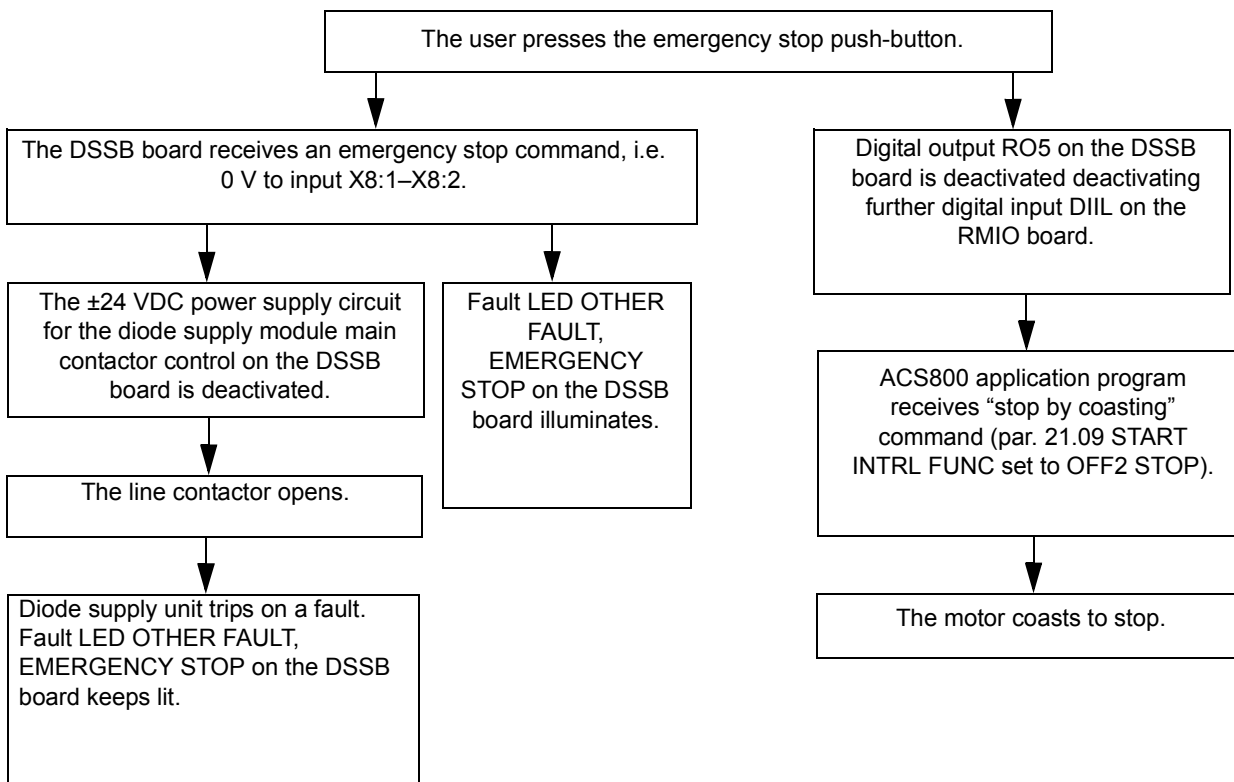 The user presses the emergency stop push-button.
The DSSB board receives an emergency stop command, i.e.
0 V to input X8:1–X8:2.
Digital output RO5 on the DSSB
board is deactivated deactivating
further digital input DIIL on the
RMIO board.
The ±24 VDC power supply circuit
for the diode supply module main
contactor control on the DSSB
board is deactivated.
Fault LED OTHER
FAULT,
EMERGENCY
STOP on the DSSB
board illuminates.
ACS800 application program
receives “stop by coasting”
command (par. 21.09 START
INTRL FUNC set to OFF2 STOP).
The line contactor opens.
Diode supply unit trips on a fault.
Fault LED OTHER FAULT,
EMERGENCY STOP on the DSSB
board keeps lit.
The motor coasts to stop.